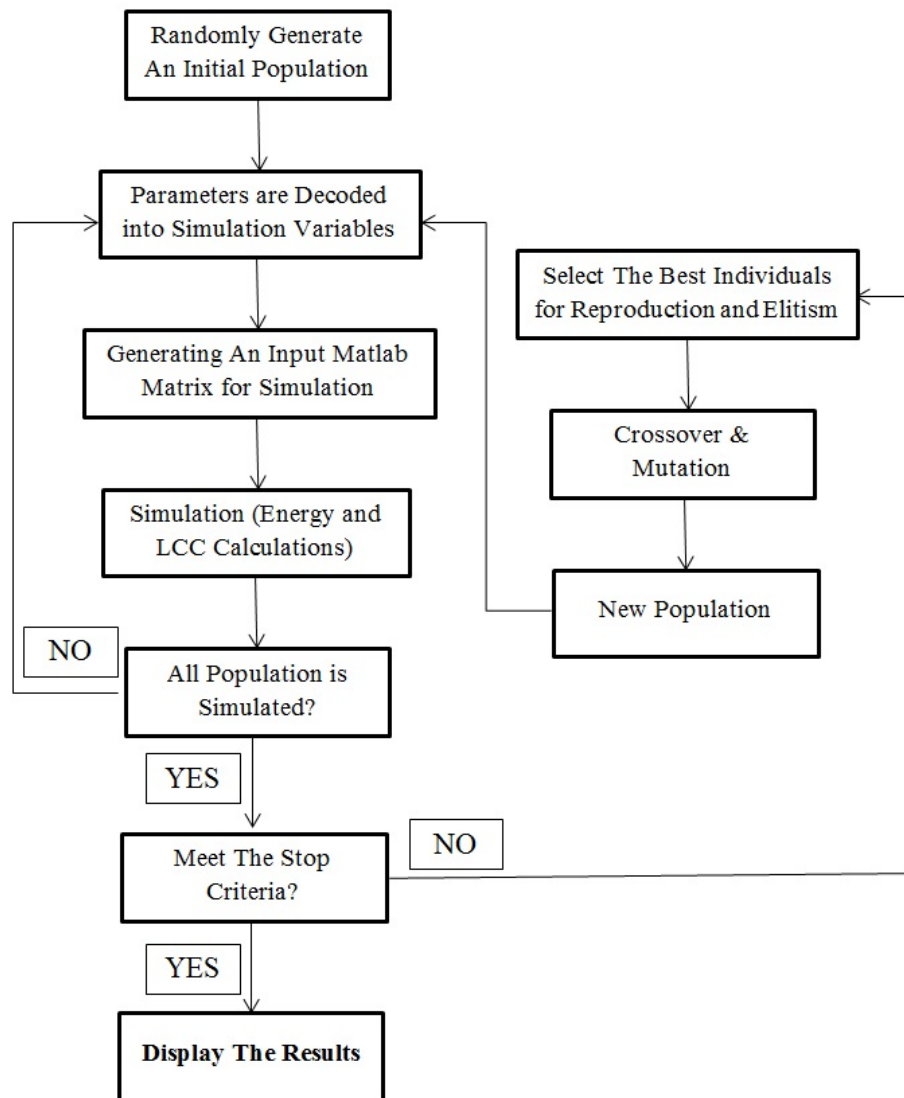 Randomly Generate
An Initial Population
Parameters are Decoded
into Simulation Variables
Generating An Input Matlab
Matrix for Simulation
Simulation (Energy and
LCC Calculations)
NO
All Population is
Simulated?
YES
Meet The Stop
Criteria?
NO
YES
Display The Results
Select The Best Individuals
for Reproduction and Elitism
Crossover &
Mutation
New Population